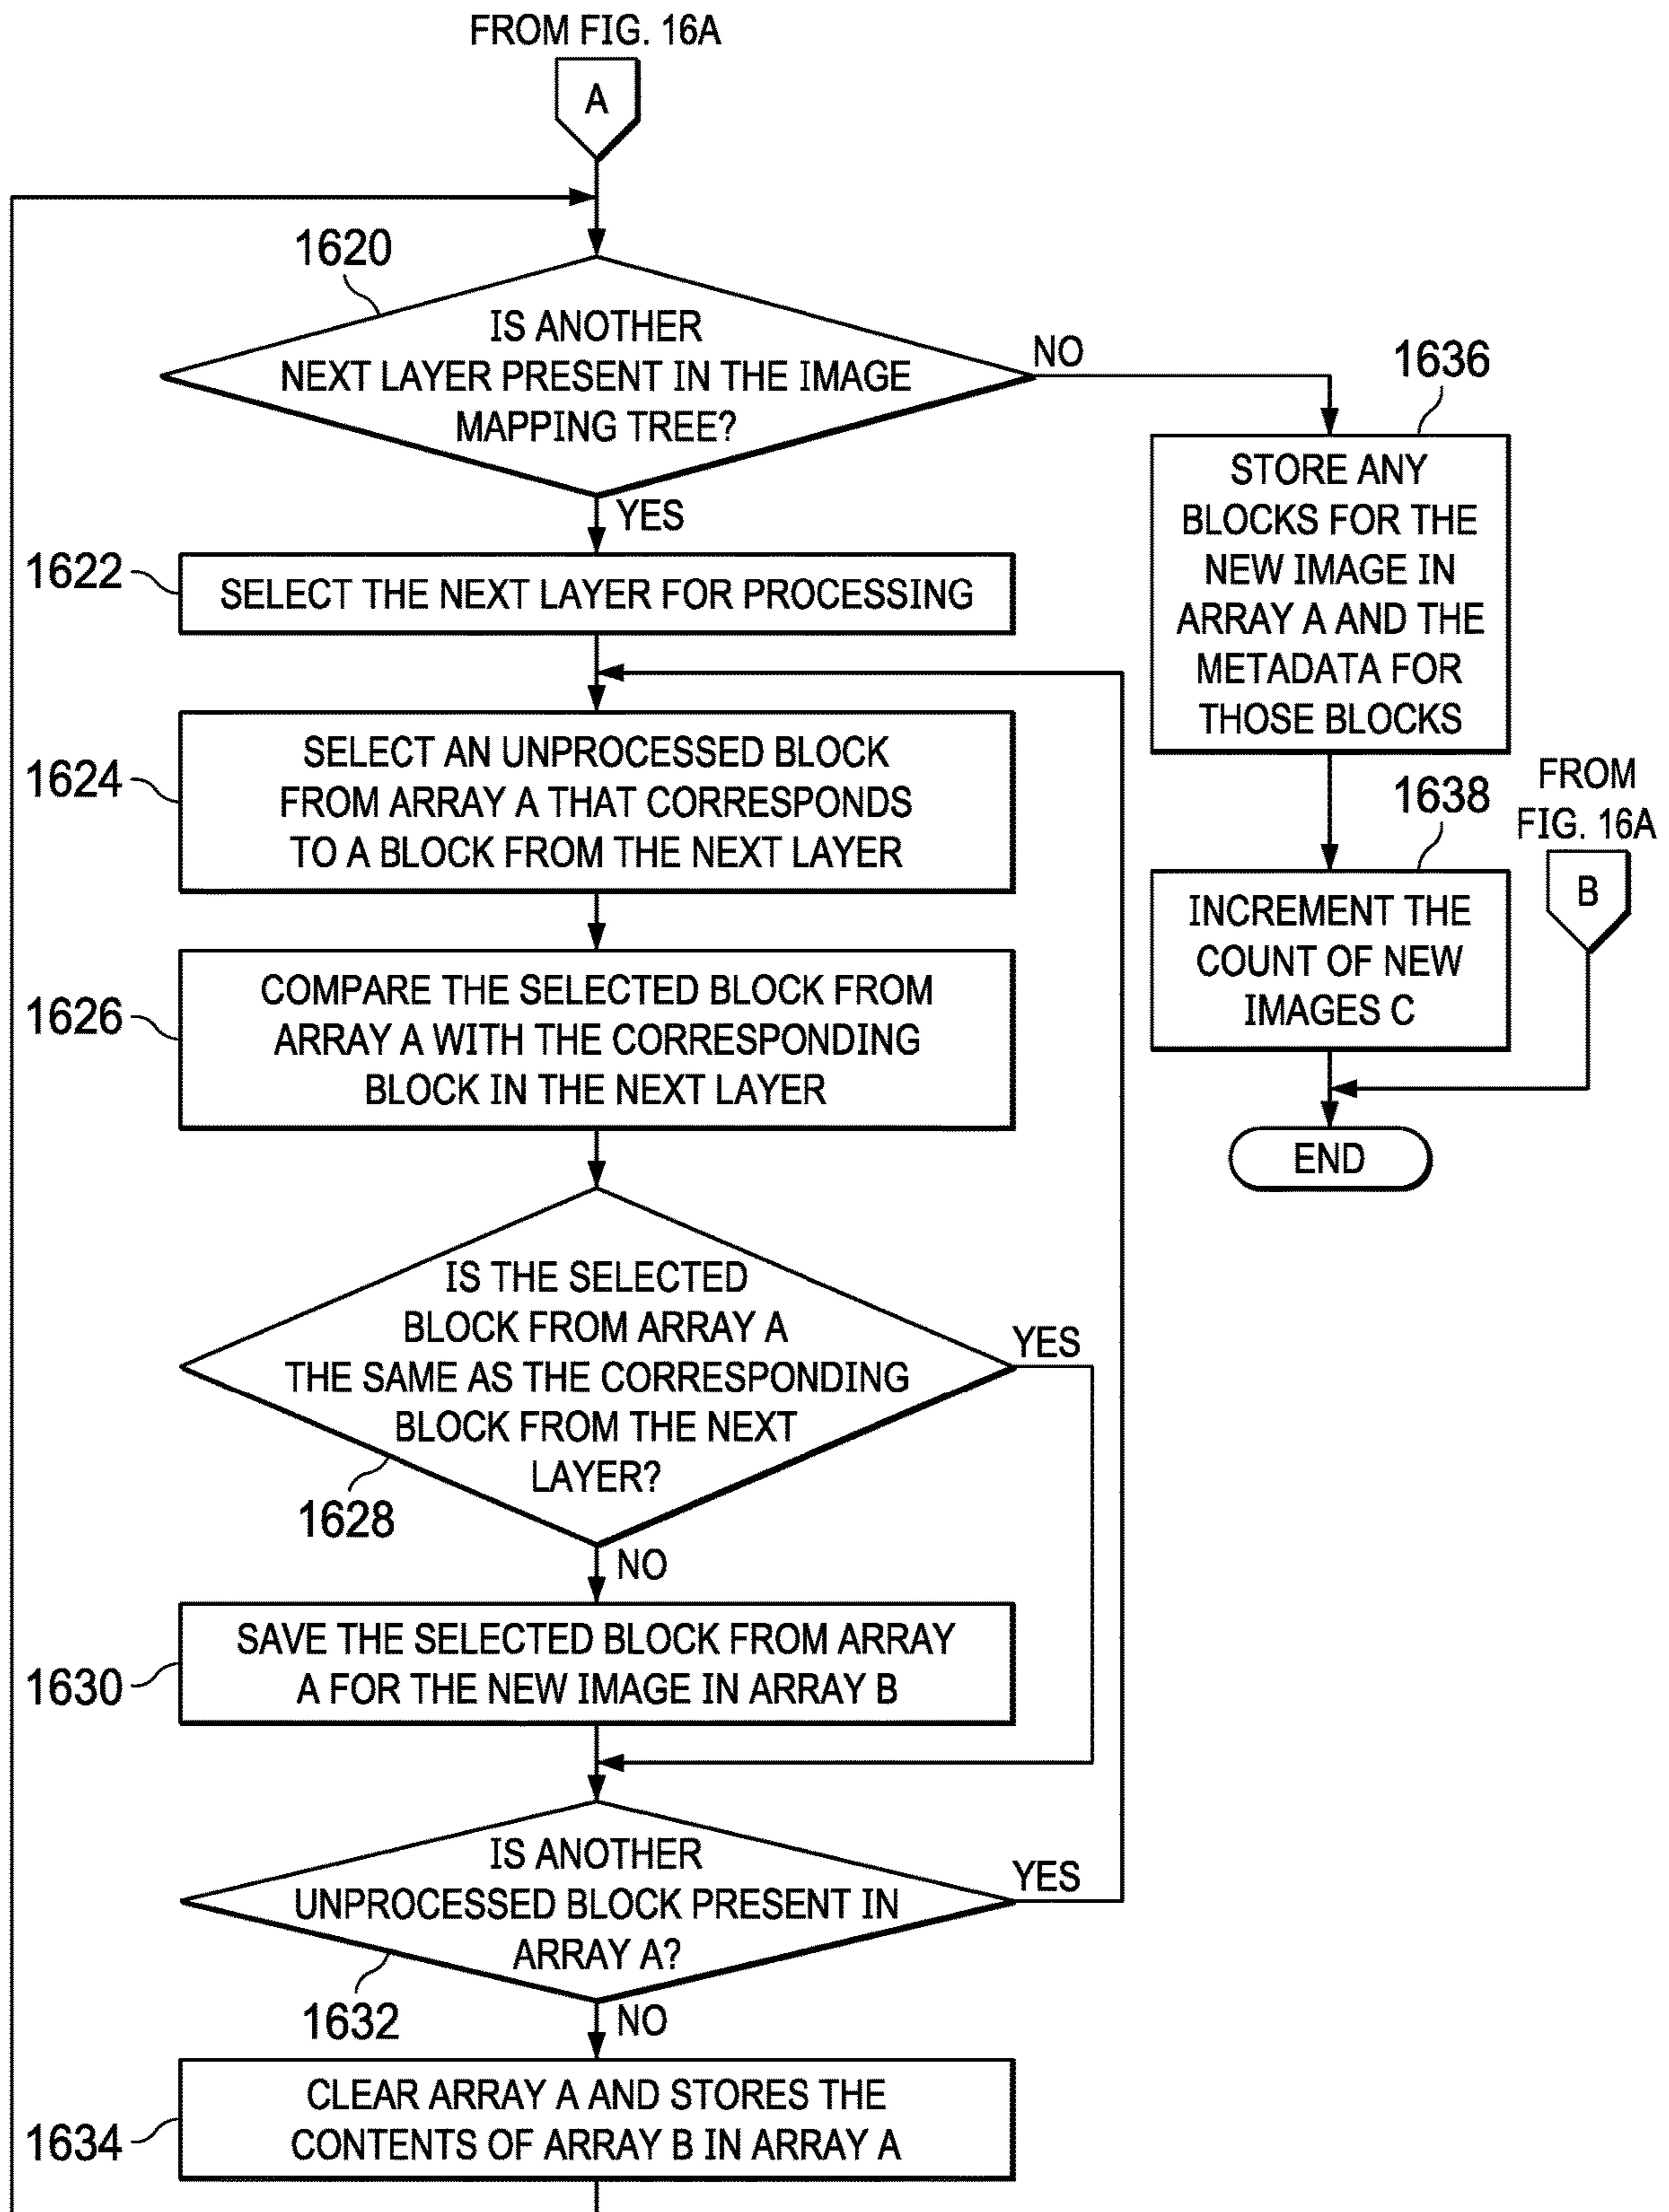 FROM FIG. 16A
A
1620
IS ANOTHER
NEXT LAYER PRESENT IN THE IMAGE
MAPPING TREE?
NO
YES
1622
SELECT THE NEXT LAYER FOR PROCESSING
1624
SELECT AN UNPROCESSED BLOCK
FROM ARRAY A THAT CORRESPONDS
TO A BLOCK FROM THE NEXT LAYER
1626
COMPARE THE SELECTED BLOCK FROM
ARRAY A WITH THE CORRESPONDING
BLOCK IN THE NEXT LAYER
IS THE SELECTED
BLOCK FROM ARRAY A
THE SAME AS THE CORRESPONDING
BLOCK FROM THE NEXT
LAYER?
1628
YES
NO
1630
SAVE THE SELECTED BLOCK FROM ARRAY
A FOR THE NEW IMAGE IN ARRAY B
IS ANOTHER
UNPROCESSED BLOCK PRESENT IN
ARRAY A?
1632
YES
NO
1634
CLEAR ARRAY A AND STORES THE
CONTENTS OF ARRAY B IN ARRAY A
1636
STORE ANY
BLOCKS FOR THE
NEW IMAGE IN
ARRAY A AND THE
METADATA FOR
THOSE BLOCKS
1638
INCREMENT THE
COUNT OF NEW
IMAGES C
FROM
FIG. 16A
B
END